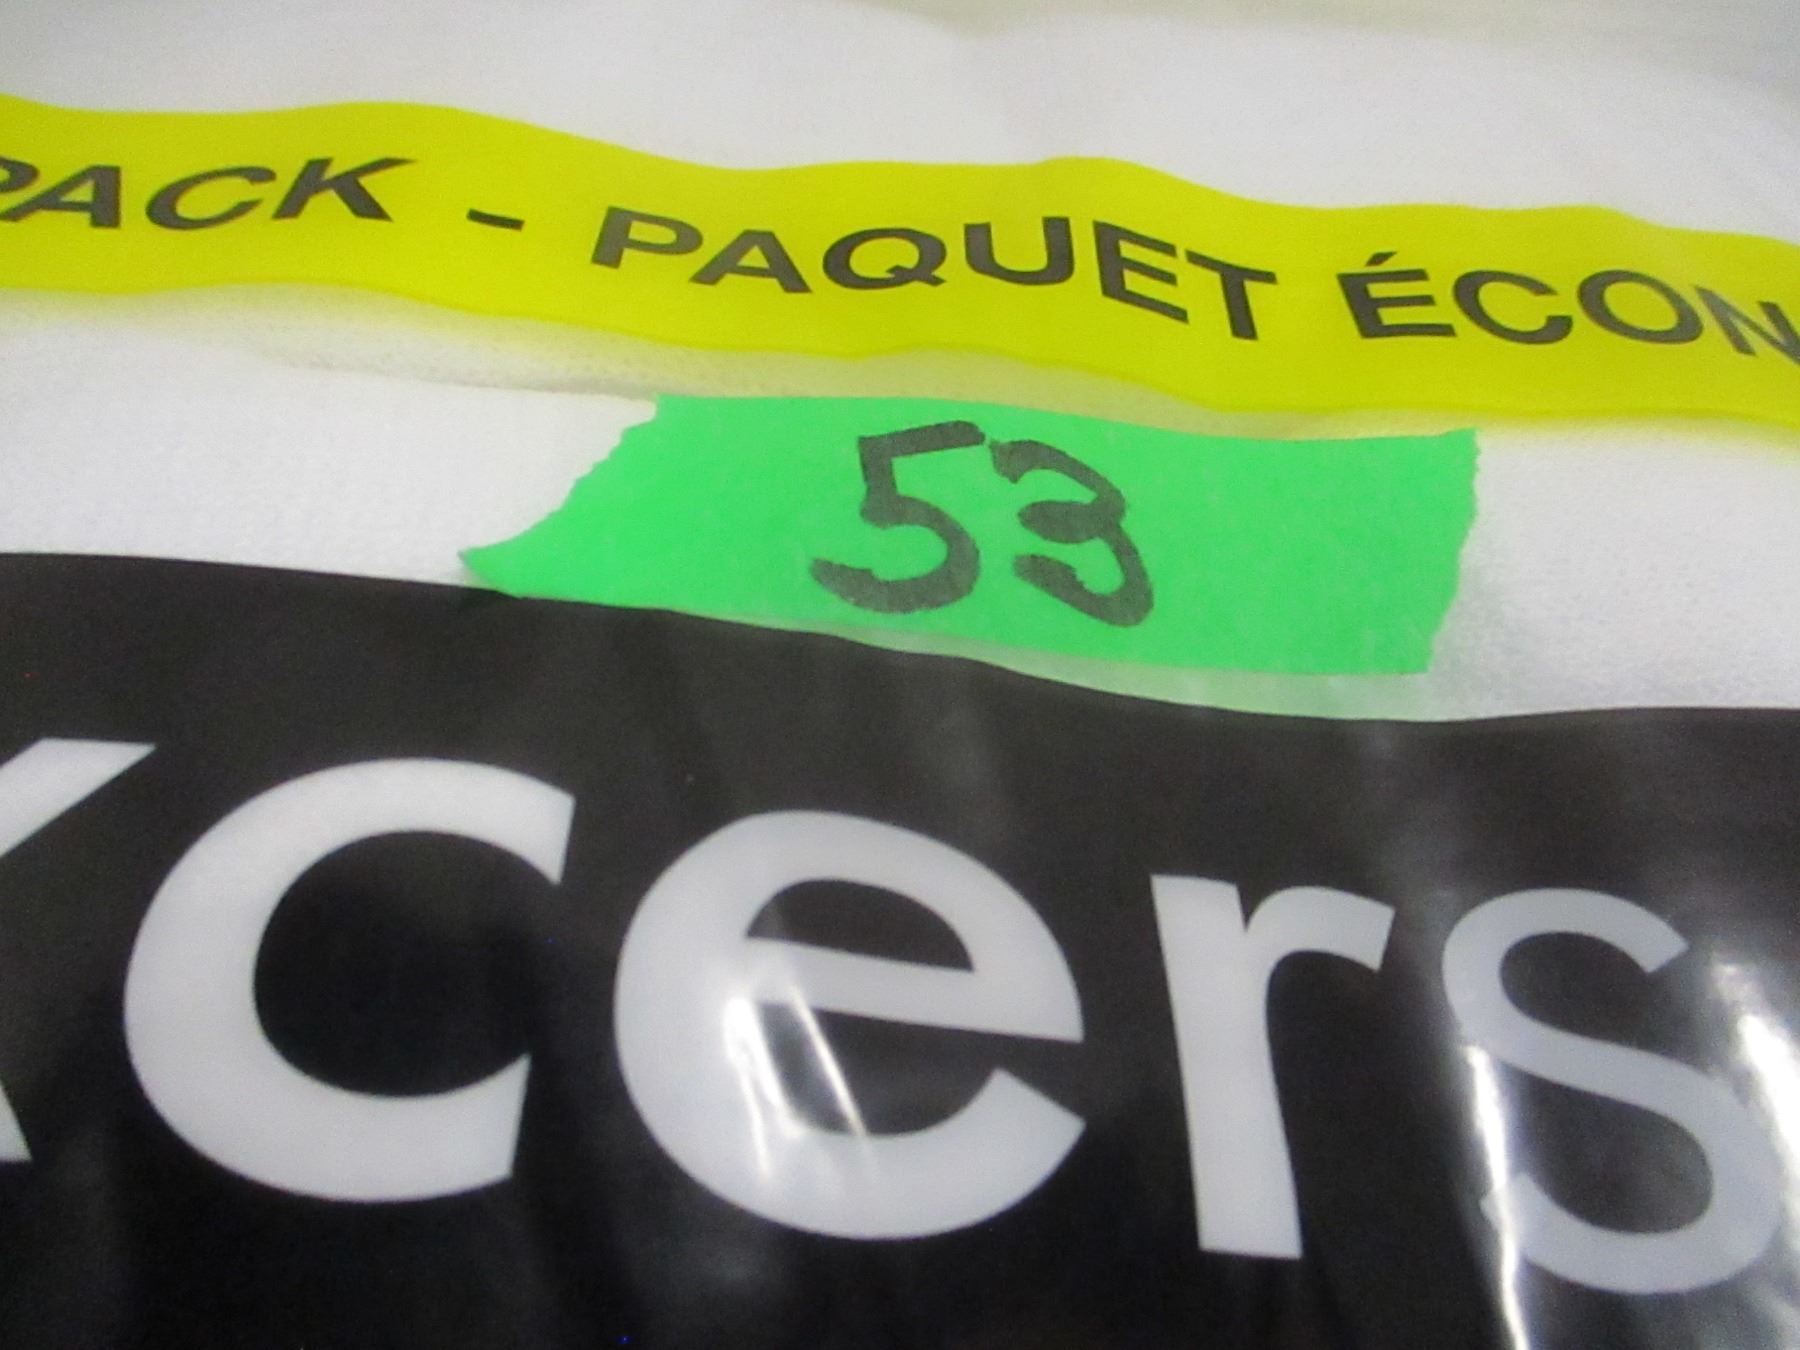 PACK - PAQUET ÉCON
53
xcers